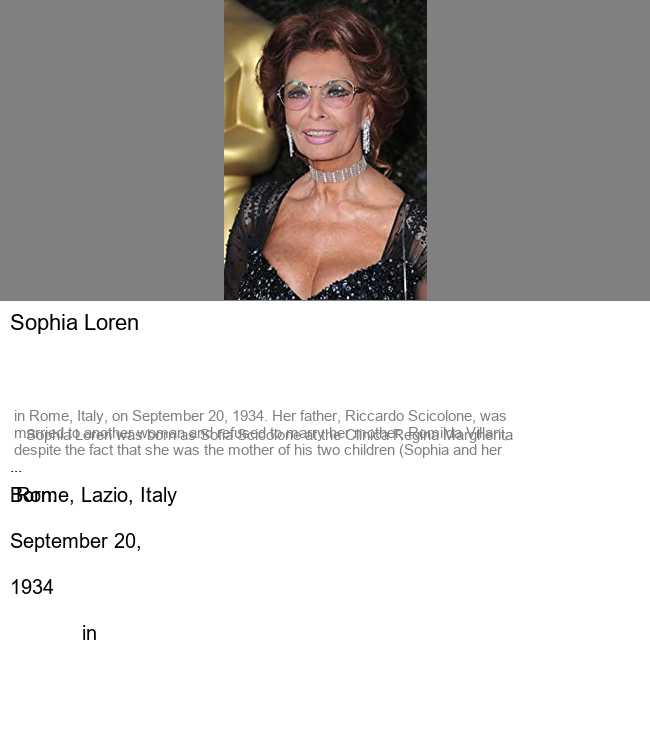 Sophia Loren
Sophia Loren was born as Sofia Scicolone at the Clinica Regina Margherita
in Rome, Italy, on September 20, 1934. Her father, Riccardo Scicolone, was
married to another woman and refused to marry her mother, Romilda Villani,
despite the fact that she was the mother of his two children (Sophia and her
...
Born
Rome, Lazio, Italy
September 20,
1934
in